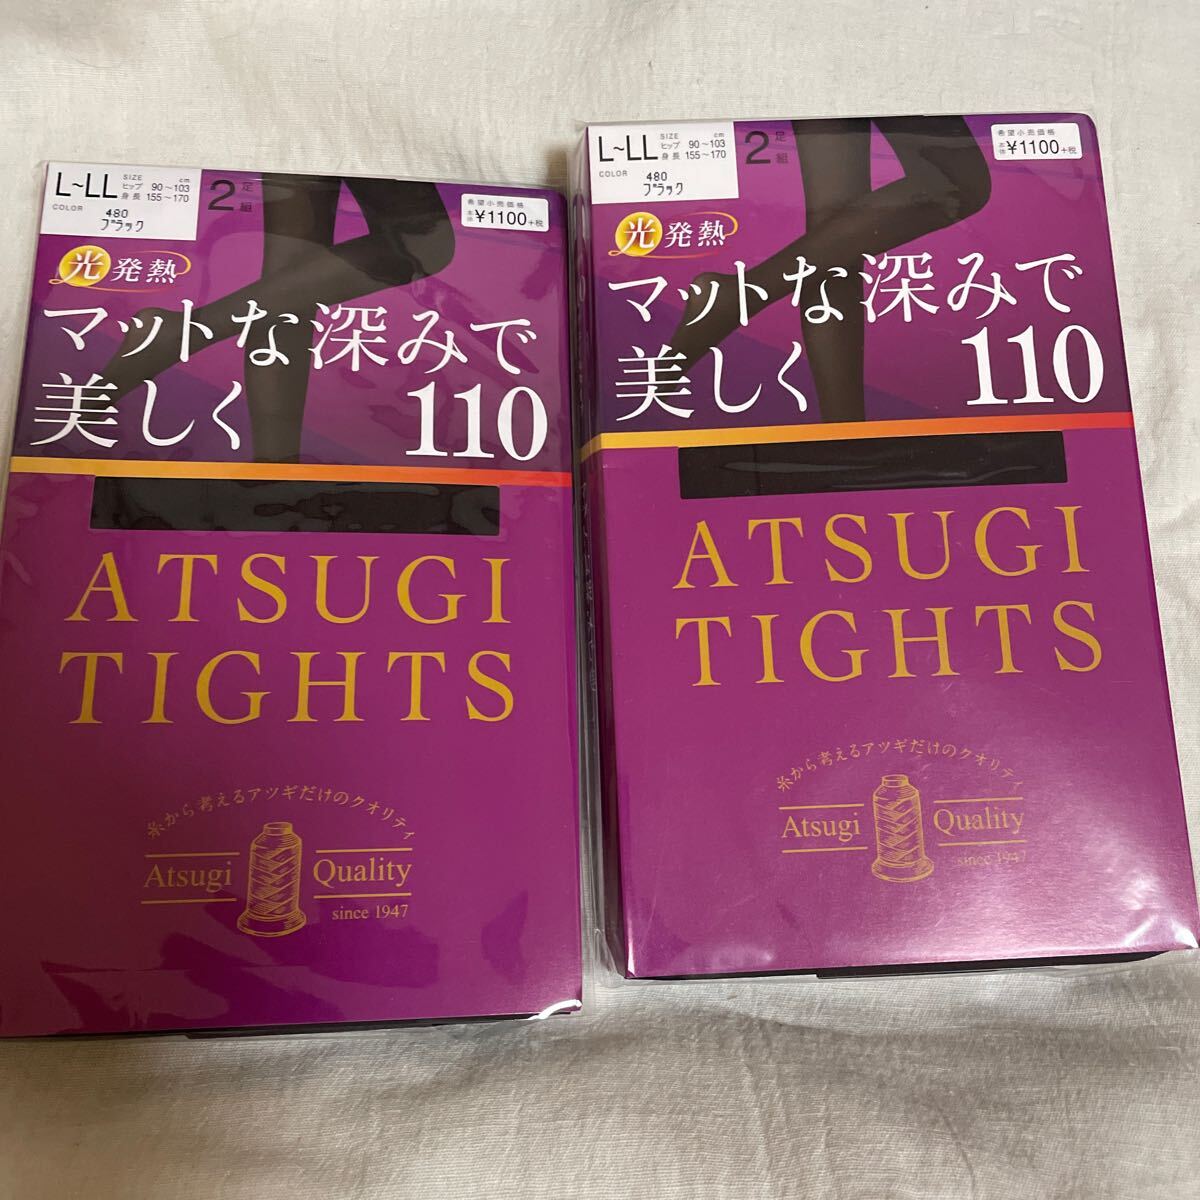 L~LL
SIZE cm
ヒップ 90~103
身長 155~170
COLOR
480
ブラック
2足組
希望小売価格
本体 ¥1100+税
光発熱
マットな深みで
美しく 110
ATSUGI
TIGHTS
糸から考えるアツギだけのクオリティ
Atsugi Quality
since 1947
L~LL
SIZE cm
ヒップ 90~103
身長 155~170
COLOR
480
ブラック
2足組
希望小売価格
本体 ¥1100+税
光発熱
マットな深みで
美しく 110
ATSUGI
TIGHTS
糸から考えるアツギだけのクオリティ
Atsugi Quality
since 1947